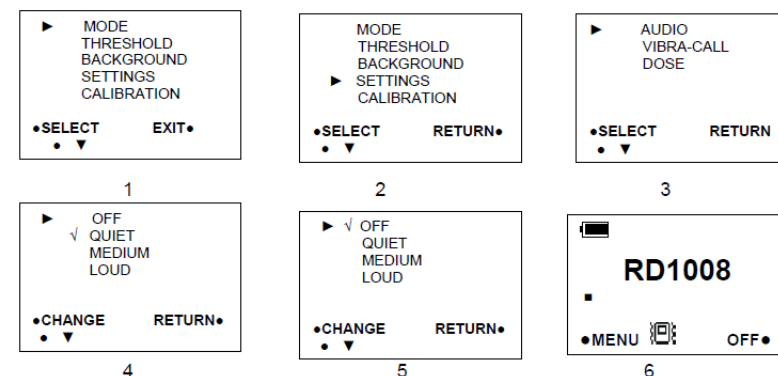 ► MODE
THRESHOLD
BACKGROUND
SETTINGS
CALIBRATION
●SELECT EXIT●
● ▼
1
MODE
THRESHOLD
BACKGROUND
► SETTINGS
CALIBRATION
●SELECT RETURN●
● ▼
2
► AUDIO
VIBRA-CALL
DOSE
●SELECT RETURN
● ▼
3
► OFF
√ QUIET
MEDIUM
LOUD
●CHANGE RETURN●
● ▼
4
► √ OFF
QUIET
MEDIUM
LOUD
●CHANGE RETURN●
● ▼
5
RD1008
■
●MENU OFF●
6